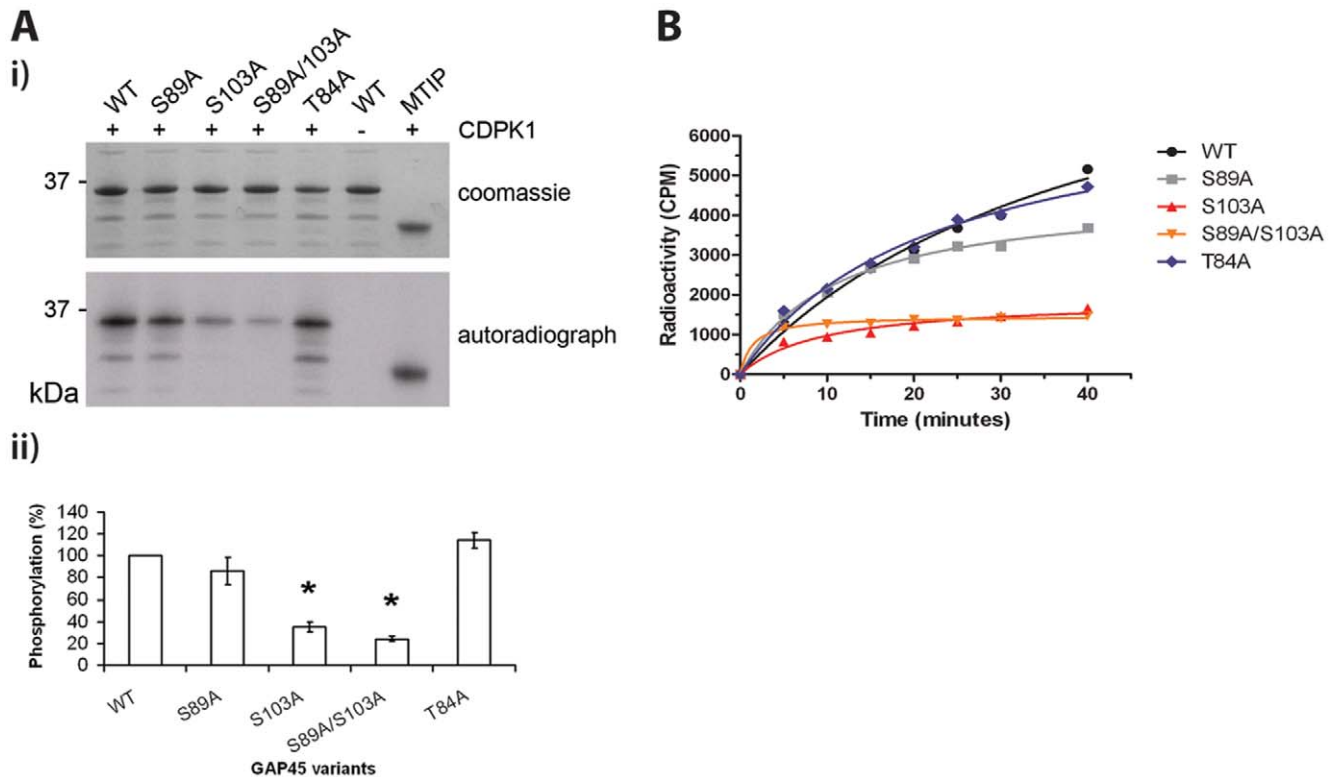 A
B
i)
WT S89A S103A S89A/103A T84A WT MTIP
+ + + + + - + CDPK1
37
coomassie
37
autoradiograph
kDa
ii)
Phosphorylation (%)
140
120
100
80
60
40
20
0
WT S89A S103A S89A/S103A T84A
* *
GAP45 variants
Radioactivity (CPM)
6000
5000
4000
3000
2000
1000
0
0 10 20 30 40
Time (minutes)
WT
S89A
S103A
S89A/S103A
T84A